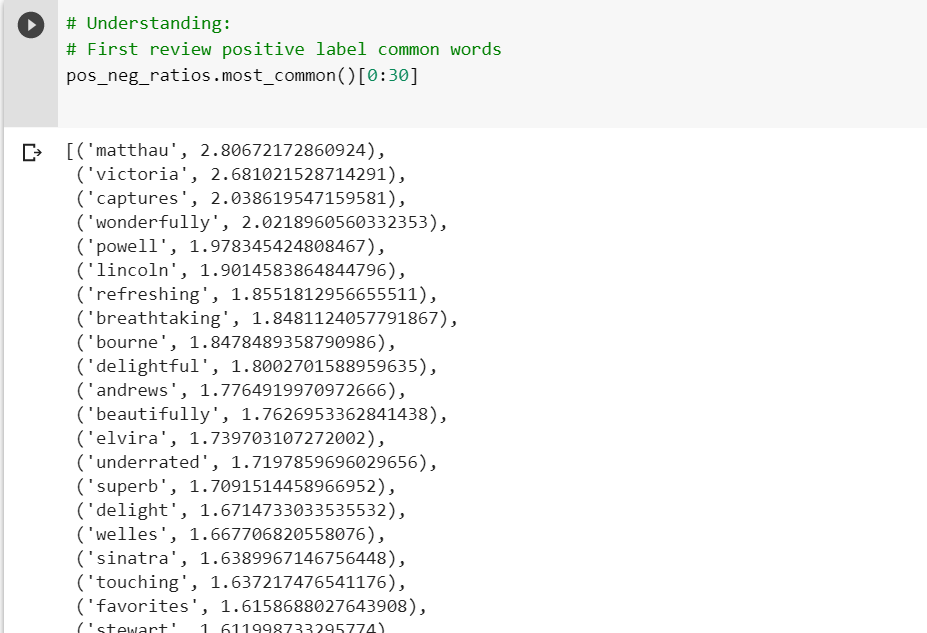 # Understanding:
# First review positive label common words
pos_neg_ratios.most_common()[0:30]
[('matthau', 2.80672172860924),
('victoria', 2.681021528714291),
('captures', 2.038619547159581),
('wonderfully', 2.0218960560332353),
('powell', 1.978345424808467),
('lincoln', 1.9014583864844796),
('refreshing', 1.8551812956655511),
('breathtaking', 1.8481124057791867),
('bourne', 1.8478489358790986),
('delightful', 1.8002701588959635),
('andrews', 1.7764919970972666),
('beautifully', 1.7626953362841438),
('elvira', 1.739703107272002),
('underrated', 1.7197859696029656),
('superb', 1.7091514458966952),
('delight', 1.6714733033535532),
('welles', 1.667706820558076),
('sinatra', 1.6389967146756448),
('touching', 1.637217476541176),
('favorites', 1.6158688027643908),
('stewart', 1.611998733295774)